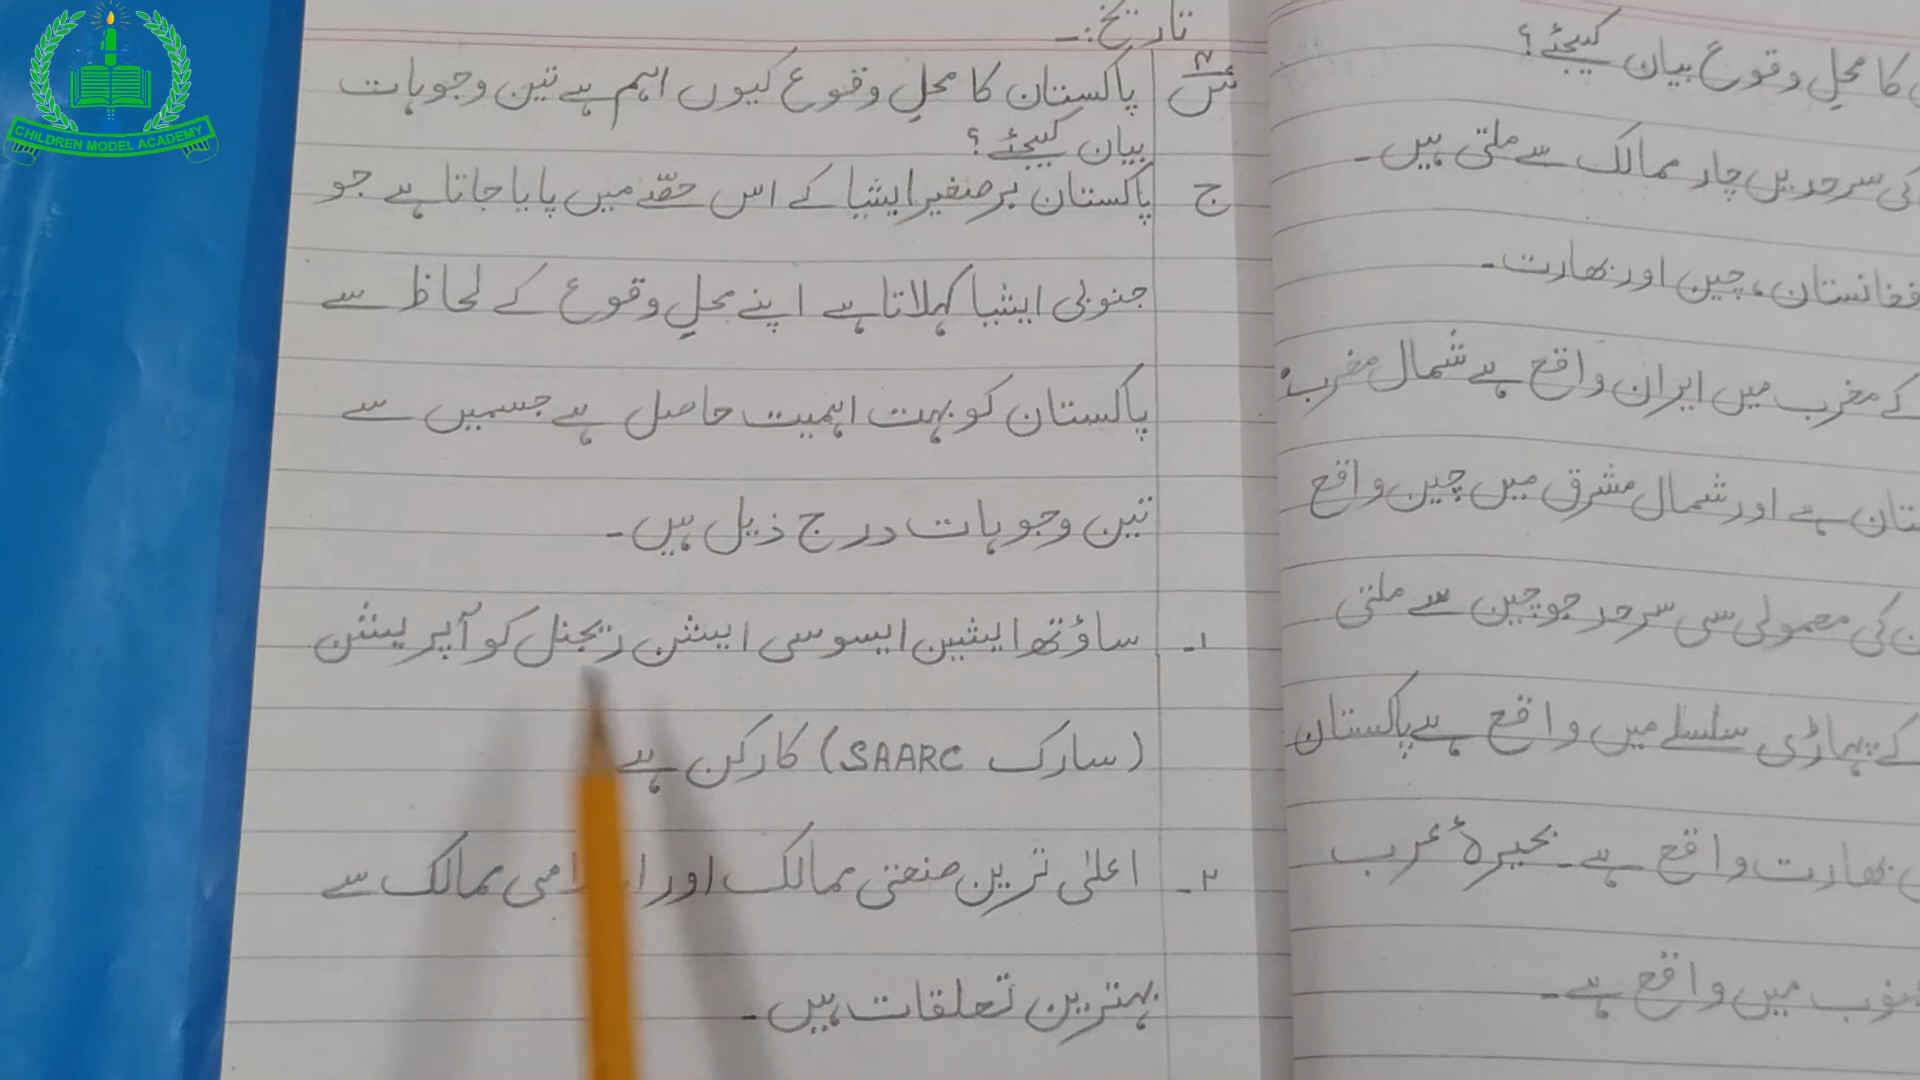 CHILDREN MODEL ACADEMY
تاریخ:۔
پاکستان کا محلِ وقوع کیوں اہم ہے تین وجوہات
بیان کیجئے؟
ج پاکستان برصغیر ایشیا کے اس حصّے میں پایا جاتا ہے جو
جنوبی ایشیا کہلاتا ہے اپنے محلِ وقوع کے لحاظ سے
پاکستان کو بہت اہمیت حاصل ہے جسمیں سے
تین وجوہات درج ذیل ہیں۔
۱۔ ساؤتھ ایشین ایسوسی ایشن ریجنل کوآپریشن
(سارک SAARC) کا رکن ہے
۲۔ اعلیٰ ترین صنعتی ممالک اور ممالک سے
بہترین تعلقات ہیں۔
کا محلِ وقوع بیان کیجئے؟
کی سرحدیں چار ممالک سے ملتی ہیں۔
چین اور بھارت۔
کے مغرب میں ایران واقع ہے شمال مغرب
ہے اور شمال مشرق میں چین واقع
کی معمولی سی سرحد جو چین سے ملتی
کے پہاڑی سلسلے میں واقع ہے پاکستان
بھارت واقع ہے۔ بحیرۂ عرب
میں واقع ہے۔